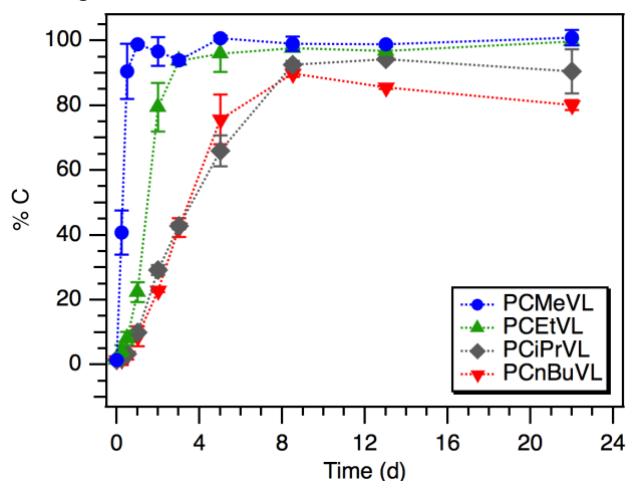 100
80
60
40
20
0
% C
PCMeVL
PCEtVL
PCiPrVL
PCnBuVL
0 4 8 12 16 20 24
Time (d)